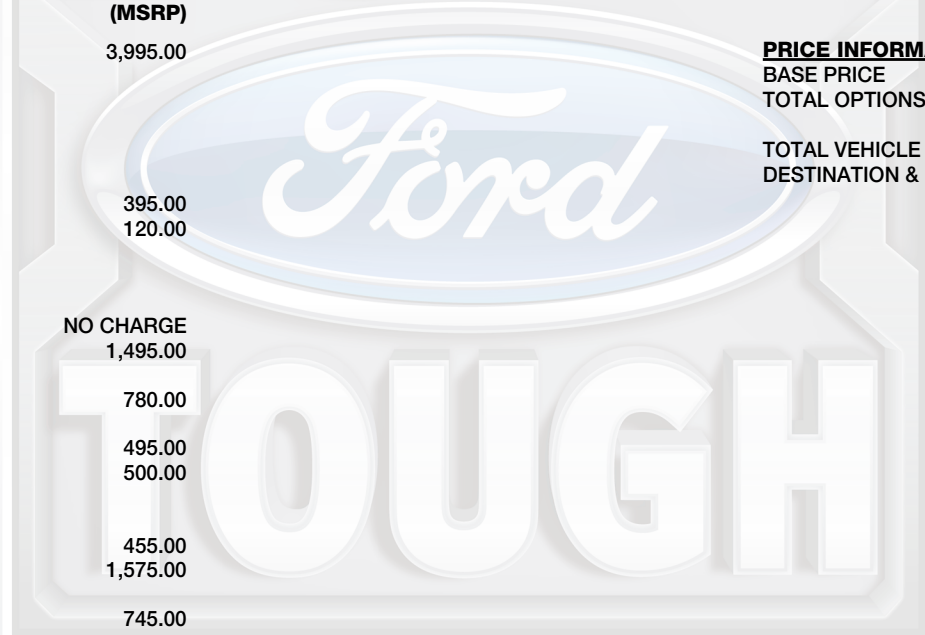 (MSRP)
3,995.00
395.00
120.00
NO CHARGE
1,495.00
780.00
495.00
500.00
455.00
1,575.00
745.00
PRICE INFORMA
BASE PRICE
TOTAL OPTIONS
TOTAL VEHICLE
DESTINATION &
Ford
TOUGH